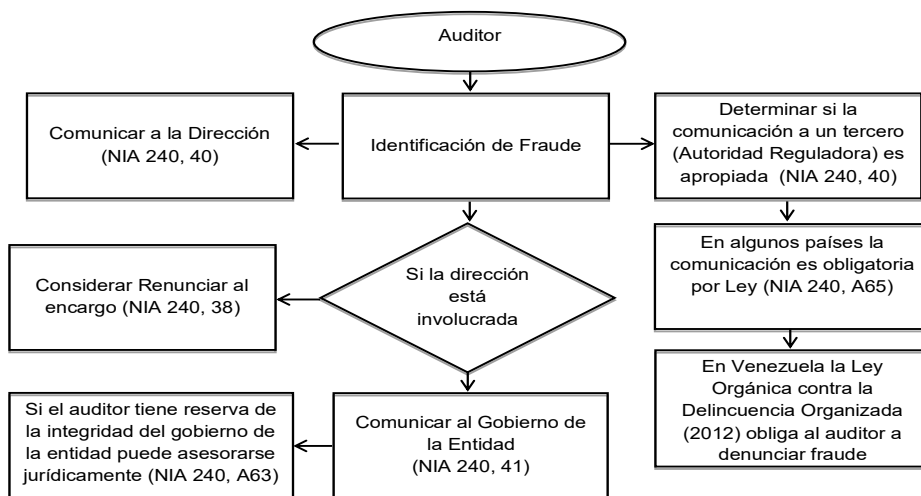 Auditor
Comunicar a la Dirección
(NIA 240, 40)
Identificación de Fraude
Determinar si la
comunicación a un tercero
(Autoridad Reguladora) es
apropiada (NIA 240, 40)
En algunos países la
comunicación es obligatoria
por Ley (NIA 240, A65)
Si la dirección
está
involucrada
Considerar Renunciar al
encargo (NIA 240, 38)
En Venezuela la Ley
Orgánica contra la
Delincuencia Organizada
(2012) obliga al auditor a
denunciar fraude
Comunicar al Gobierno de
la Entidad
(NIA 240, 41)
Si el auditor tiene reserva de
la integridad del gobierno de
la entidad puede asesorarse
jurídicamente (NIA 240, A63)